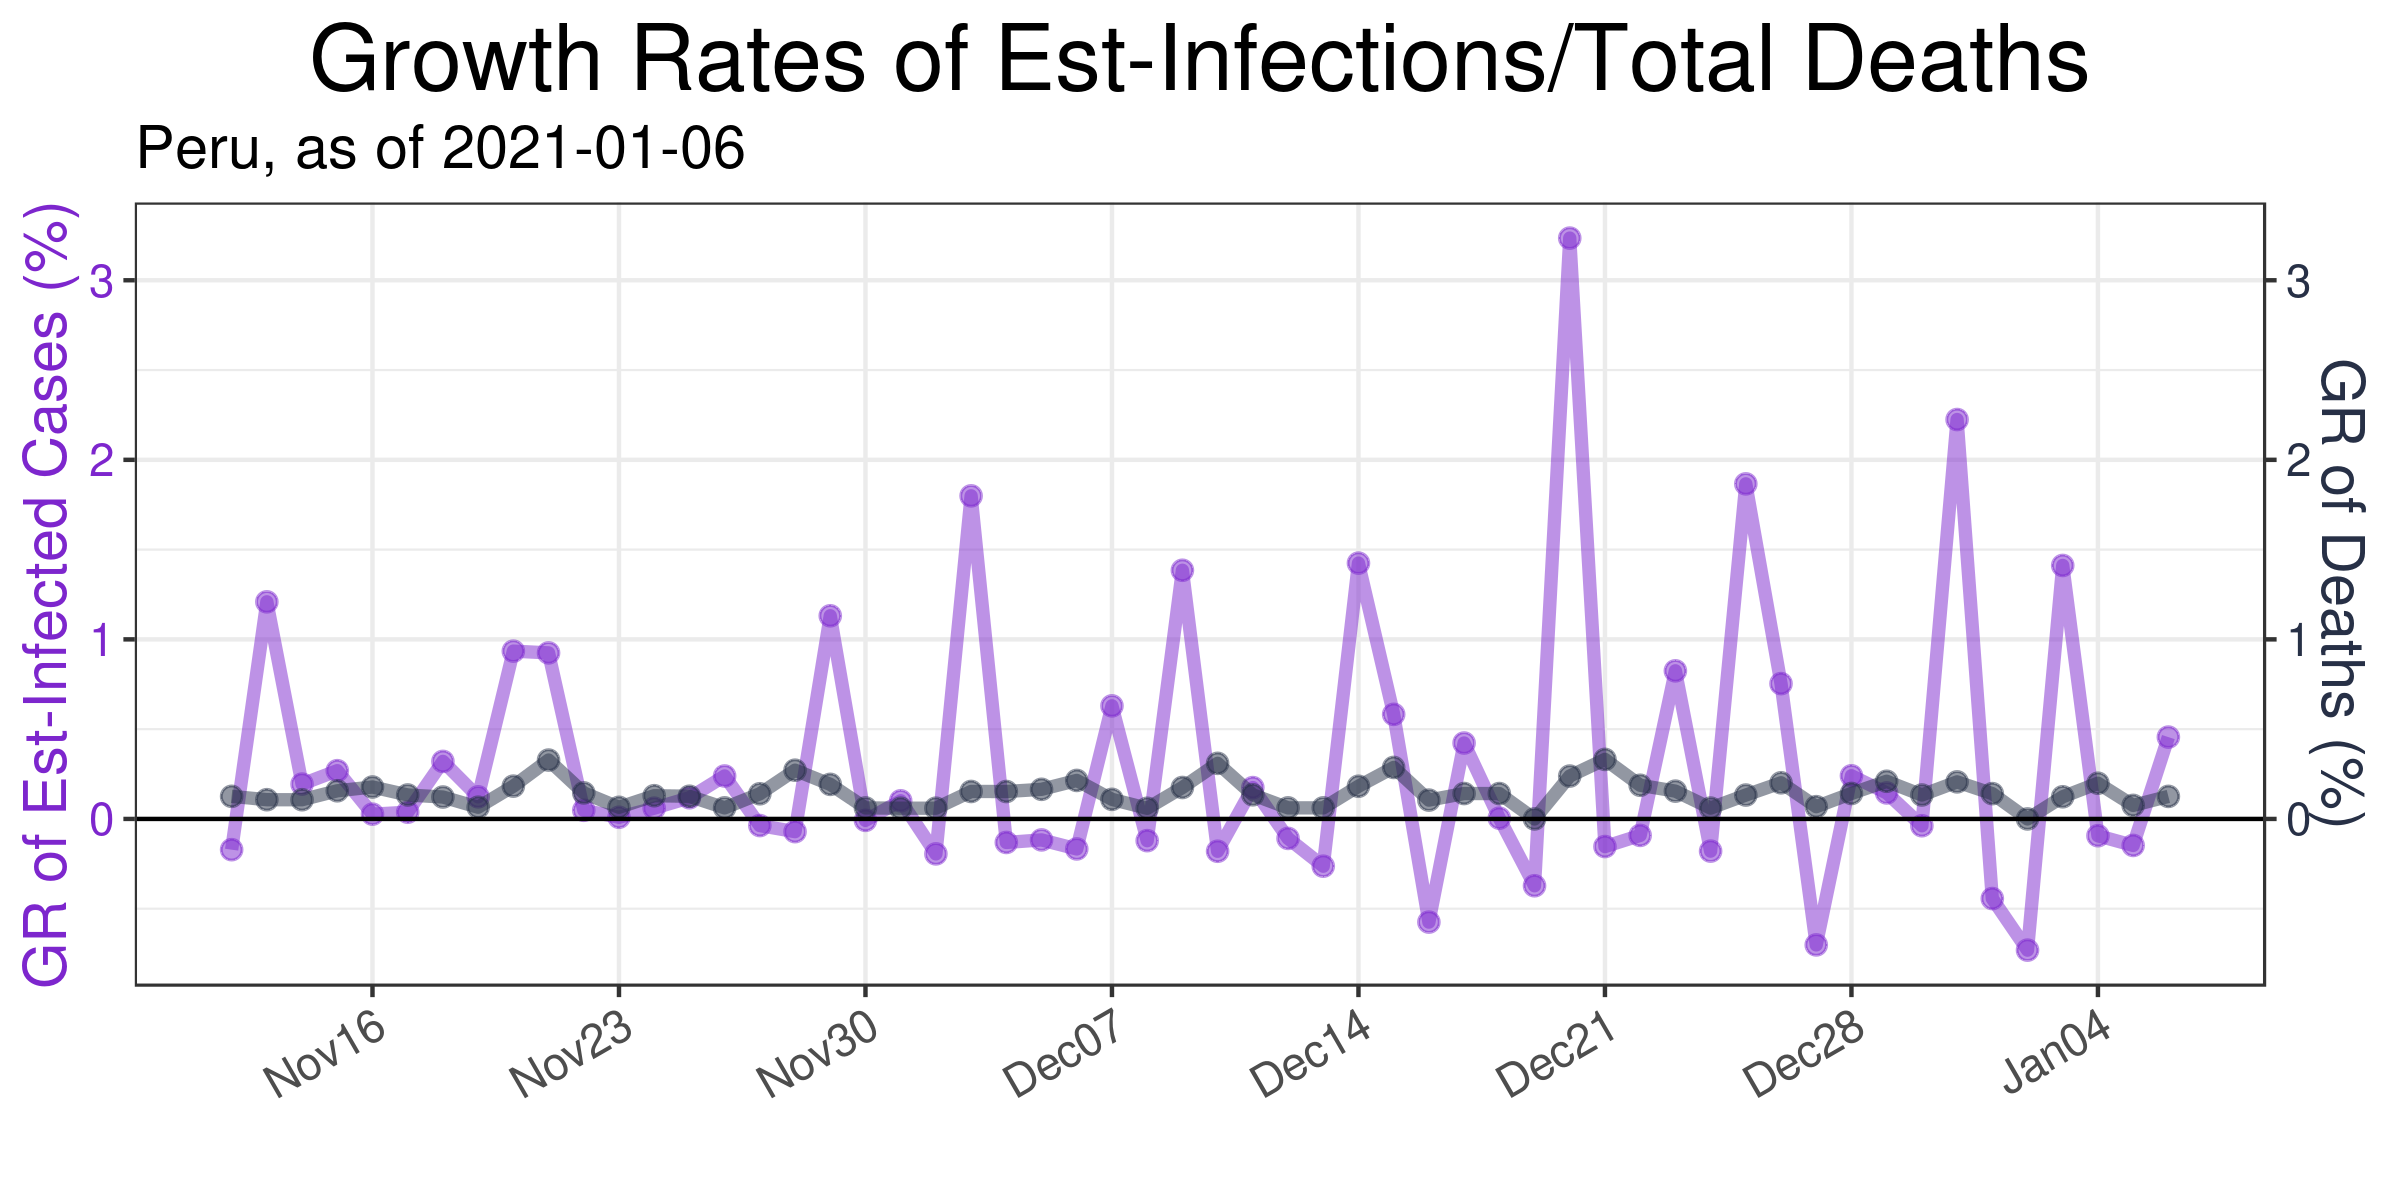 Growth Rates of Est-Infections/Total Deaths
Peru, as of 2021-01-06
GR of Est-Infected Cases (%)
3
2
1
0
3
2
1
0
GR of Deaths (%)
Nov16
Nov23
Nov30
Dec07
Dec14
Dec21
Dec28
Jan04